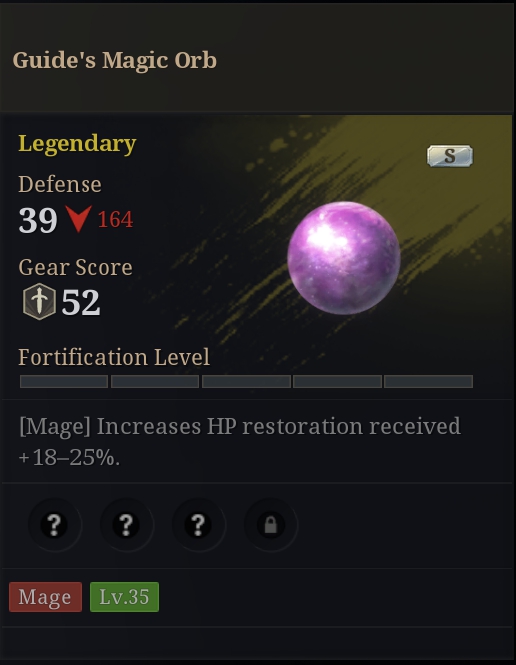 Guide's Magic Orb
Legendary
S
Defense
39 164
Gear Score
52
Fortification Level
[Mage] Increases HP restoration received
+18–25%.
? ? ?
Mage Lv.35